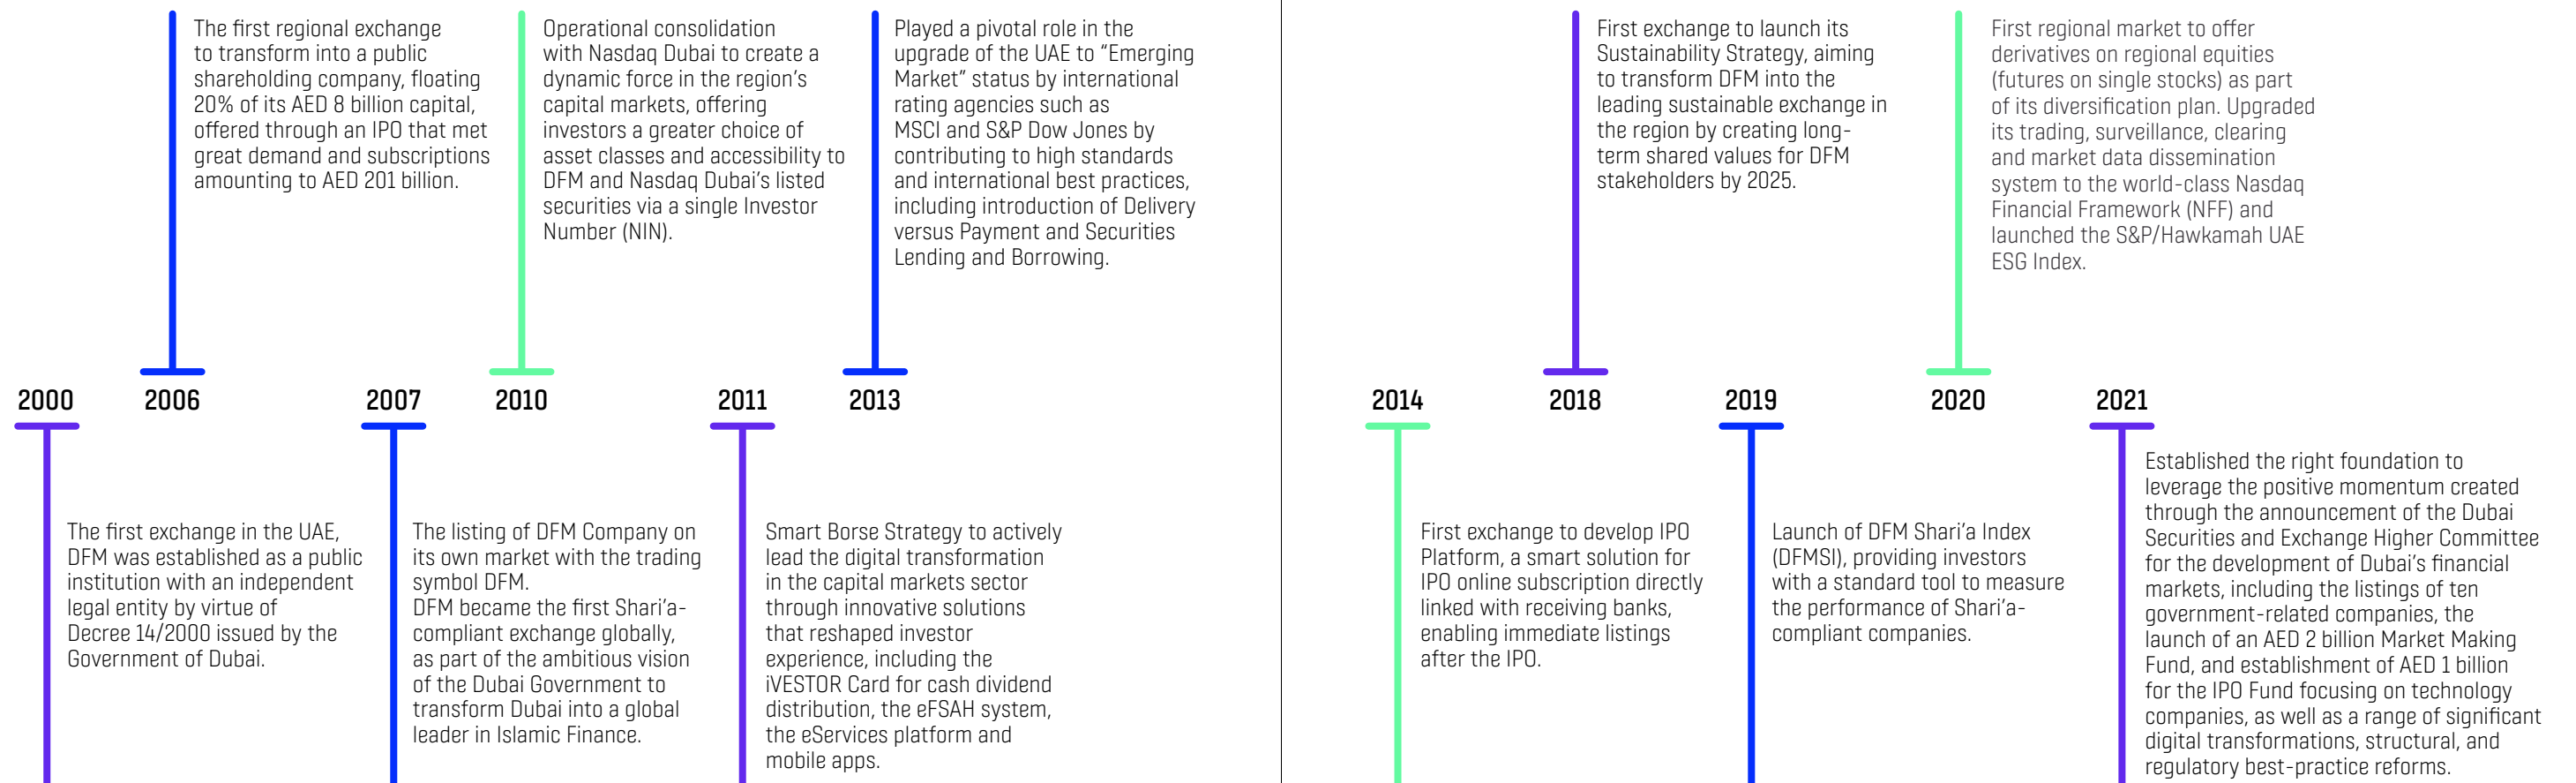 The first regional exchange
to transform into a public
shareholding company, floating
20% of its AED 8 billion capital,
offered through an IPO that met
great demand and subscriptions
amounting to AED 201 billion.
Operational consolidation
with Nasdaq Dubai to create a
dynamic force in the region's
capital markets, offering
investors a greater choice of
asset classes and accessibility to
DFM and Nasdaq Dubai's listed
securities via a single Investor
Number (NIN).
Played a pivotal role in the
upgrade of the UAE to “Emerging
Market” status by international
rating agencies such as
MSCI and S&P Dow Jones by
contributing to high standards
and international best practices,
including introduction of Delivery
versus Payment and Securities
Lending and Borrowing.
First exchange to launch its
Sustainability Strategy, aiming
to transform DFM into the
leading sustainable exchange in
the region by creating long-
term shared values for DFM
stakeholders by 2025.
First regional market to offer
derivatives on regional equities
(futures on single stocks) as part
of its diversification plan. Upgraded
its trading, surveillance, clearing
and market data dissemination
system to the world-class Nasdaq
Financial Framework (NFF) and
launched the S&P/Hawkamah UAE
ESG Index.
2000
2006
2007
2010
2011
2013
2014
2018
2019
2020
2021
The first exchange in the UAE,
DFM was established as a public
institution with an independent
legal entity by virtue of
Decree 14/2000 issued by the
Government of Dubai.
The listing of DFM Company on
its own market with the trading
symbol DFM.
DFM became the first Shari'a-
compliant exchange globally,
as part of the ambitious vision
of the Dubai Government to
transform Dubai into a global
leader in Islamic Finance.
Smart Borse Strategy to actively
lead the digital transformation
in the capital markets sector
through innovative solutions
that reshaped investor
experience, including the
iVESTOR Card for cash dividend
distribution, the eFSAH system,
the eServices platform and
mobile apps.
First exchange to develop IPO
Platform, a smart solution for
IPO online subscription directly
linked with receiving banks,
enabling immediate listings
after the IPO.
Launch of DFM Shari'a Index
(DFMSI), providing investors
with a standard tool to measure
the performance of Shari'a-
compliant companies.
Established the right foundation to
leverage the positive momentum created
through the announcement of the Dubai
Securities and Exchange Higher Committee
for the development of Dubai's financial
markets, including the listings of ten
government-related companies, the
launch of an AED 2 billion Market Making
Fund, and establishment of AED 1 billion
for the IPO Fund focusing on technology
companies, as well as a range of significant
digital transformations, structural, and
regulatory best-practice reforms.